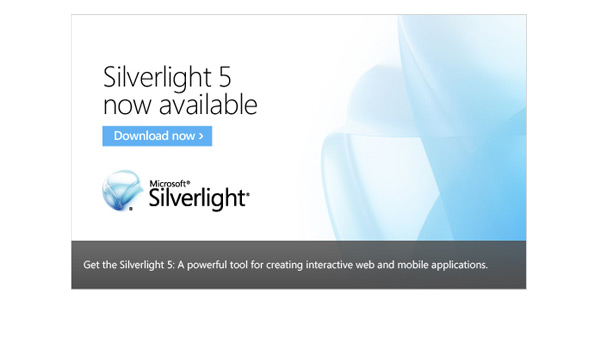 Silverlight 5
now available
Download now >
Microsoft®
Silverlight®
Get the Silverlight 5: A powerful tool for creating interactive web and mobile applications.